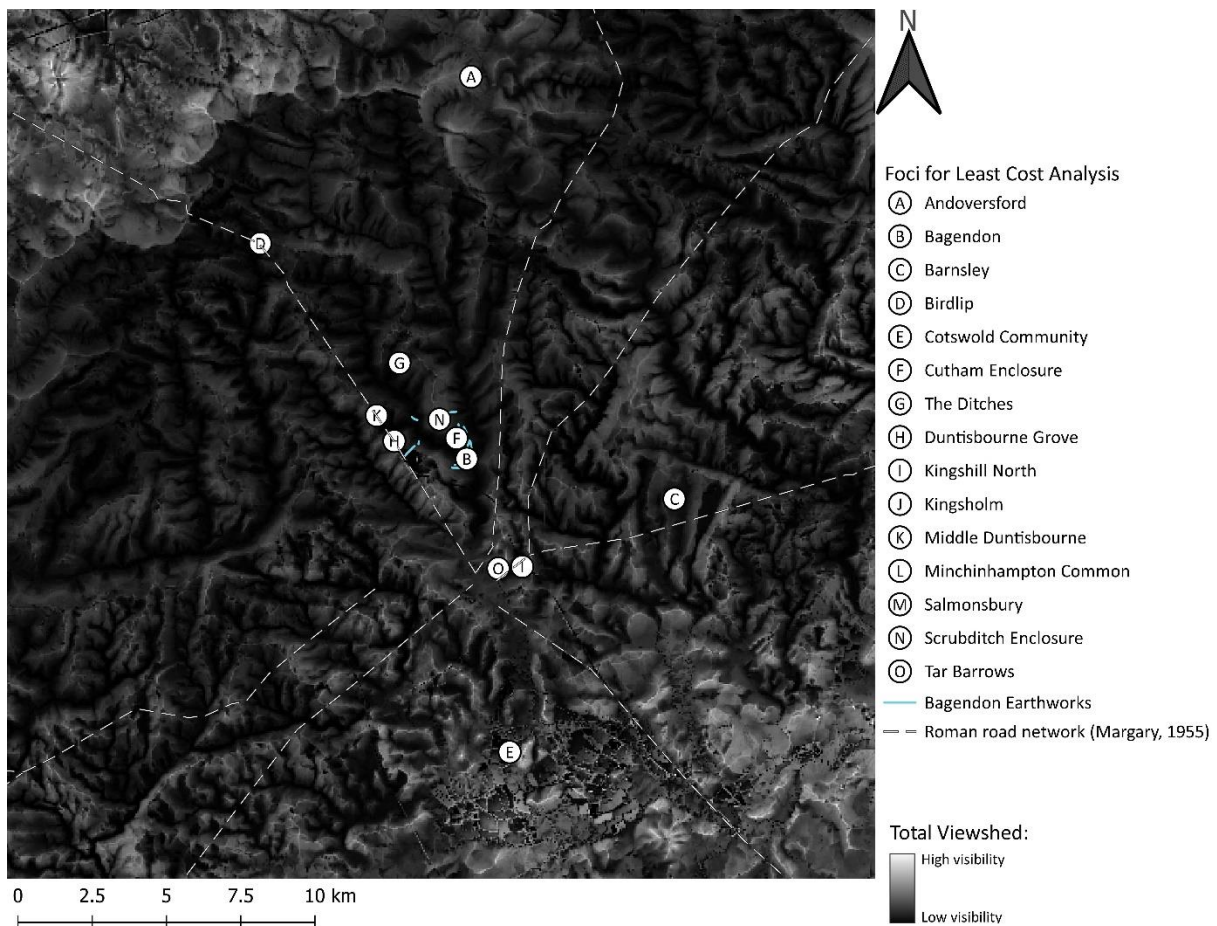 N
A
D
G
K
N
H
F
B
C
O
I
E
Foci for Least Cost Analysis
A Andoversford
B Bagendon
C Barnsley
D Birdlip
E Cotswold Community
F Cutham Enclosure
G The Ditches
H Duntisbourne Grove
I Kingshill North
J Kingsholm
K Middle Duntisbourne
L Minchinhampton Common
M Salmonsbury
N Scrubditch Enclosure
O Tar Barrows
Bagendon Earthworks
Roman road network (Margary, 1955)
Total Viewshed:
High visibility
Low visibility
0 2.5 5 7.5 10 km